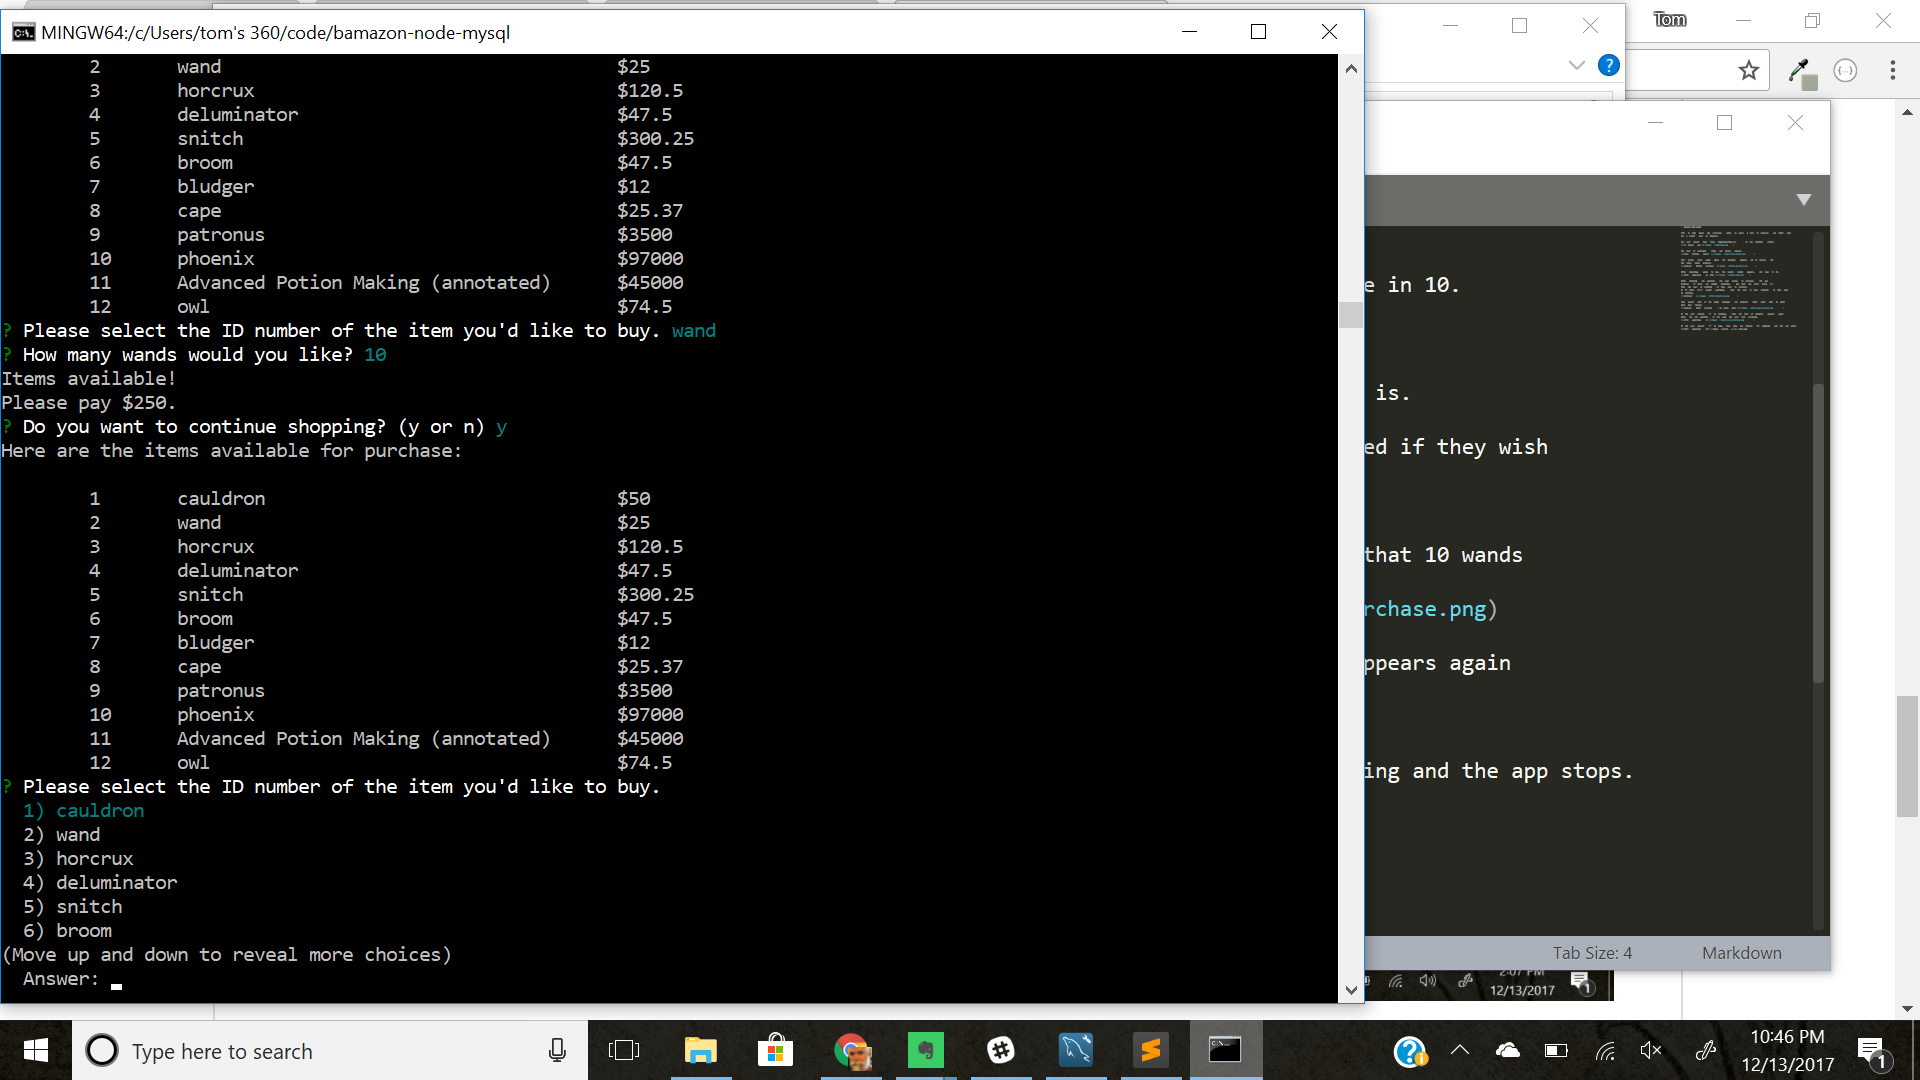 MINGW64:/c/Users/tom's 360/code/bamazon-node-mysql
Tom
2 wand $25
3 horcrux $120.5
4 deluminator $47.5
5 snitch $300.25
6 broom $47.5
7 bludger $12
8 cape $25.37
9 patronus $3500
10 phoenix $97000
11 Advanced Potion Making (annotated) $45000
12 owl $74.5
? Please select the ID number of the item you'd like to buy. wand
? How many wands would you like? 10
Items available!
Please pay $250.
? Do you want to continue shopping? (y or n) y
Here are the items available for purchase:
1 cauldron $50
2 wand $25
3 horcrux $120.5
4 deluminator $47.5
5 snitch $300.25
6 broom $47.5
7 bludger $12
8 cape $25.37
9 patronus $3500
10 phoenix $97000
11 Advanced Potion Making (annotated) $45000
12 owl $74.5
? Please select the ID number of the item you'd like to buy.
1) cauldron
2) wand
3) horcrux
4) deluminator
5) snitch
6) broom
(Move up and down to reveal more choices)
Answer:
e in 10.
is.
ed if they wish
that 10 wands
rchase.png)
ppears again
ing and the app stops.
Tab Size: 4 Markdown
2:07 PM
12/13/2017 1
Type here to search
10:46 PM
12/13/2017 1